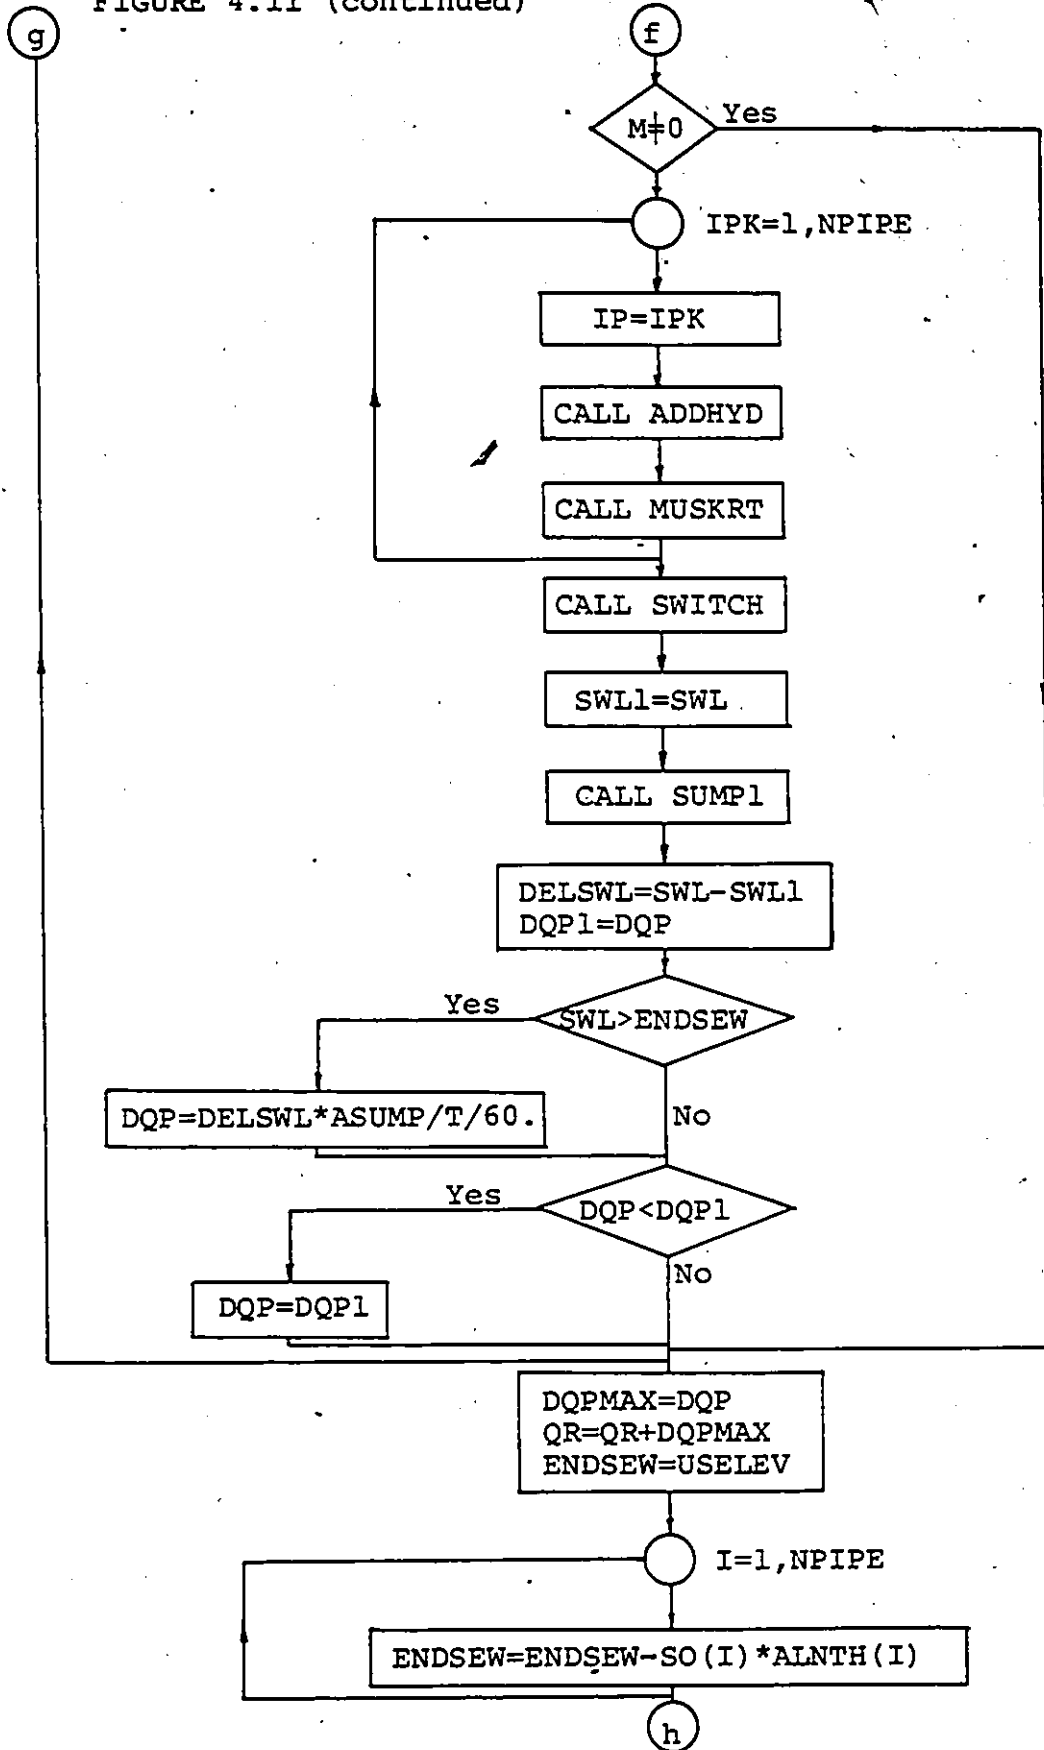 FIGURE 4.11 (continued)
g
f
M≠0
Yes
IPK=1,NPIPE
IP=IPK
CALL ADDHYD
CALL MUSKRT
CALL SWITCH
SWL1=SWL
CALL SUMP1
DELSWL=SWL-SWL1
DQP1=DQP
Yes
SWL>ENDSEW
DQP=DELSWL*ASUMP/T/60.
No
Yes
DQP<DQP1
No
DQP=DQP1
DQPMAX=DQP
QR=QR+DQPMAX
ENDSEW=USELEV
I=1,NPIPE
ENDSEW=ENDSEW-SO(I)*ALNTH(I)
h